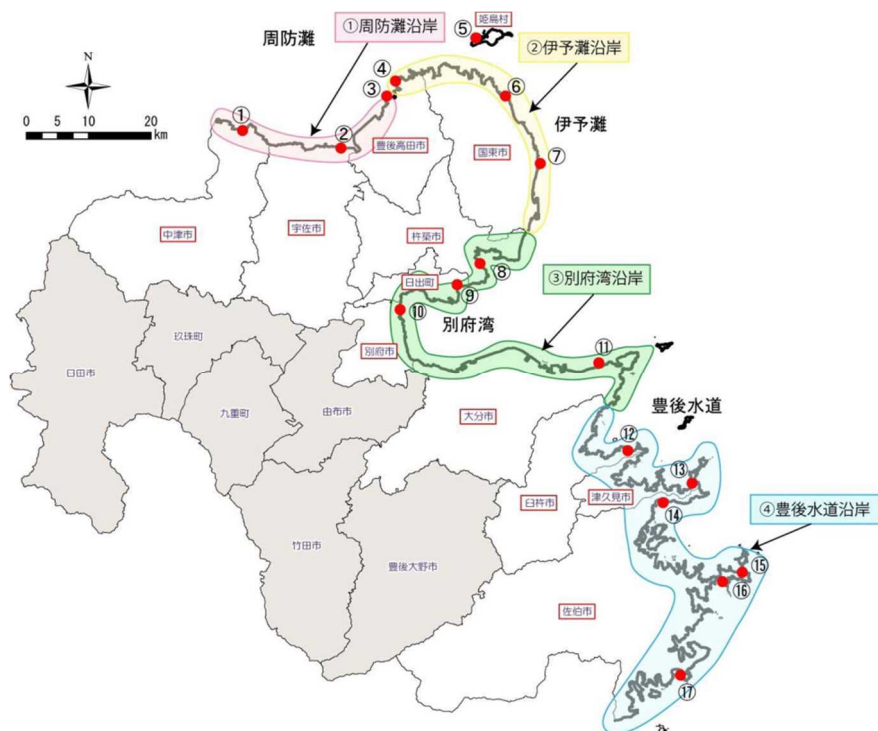 姫島村
周防灘
①周防灘沿岸
②伊予灘沿岸
⑤
N
④
③
⑥
0 5 10 20
km
①
②
伊予灘
豊後高田市
国東市
⑦
中津市
宇佐市
杵築市
⑧
日出町
⑨
③別府湾沿岸
⑩
別府湾
玖珠町
別府市
⑪
日田市
九重町
由布市
大分市
豊後水道
⑫
⑬
臼杵市
津久見市
⑭
④豊後水道沿岸
竹田市
豊後大野市
⑮
⑯
佐伯市
⑰